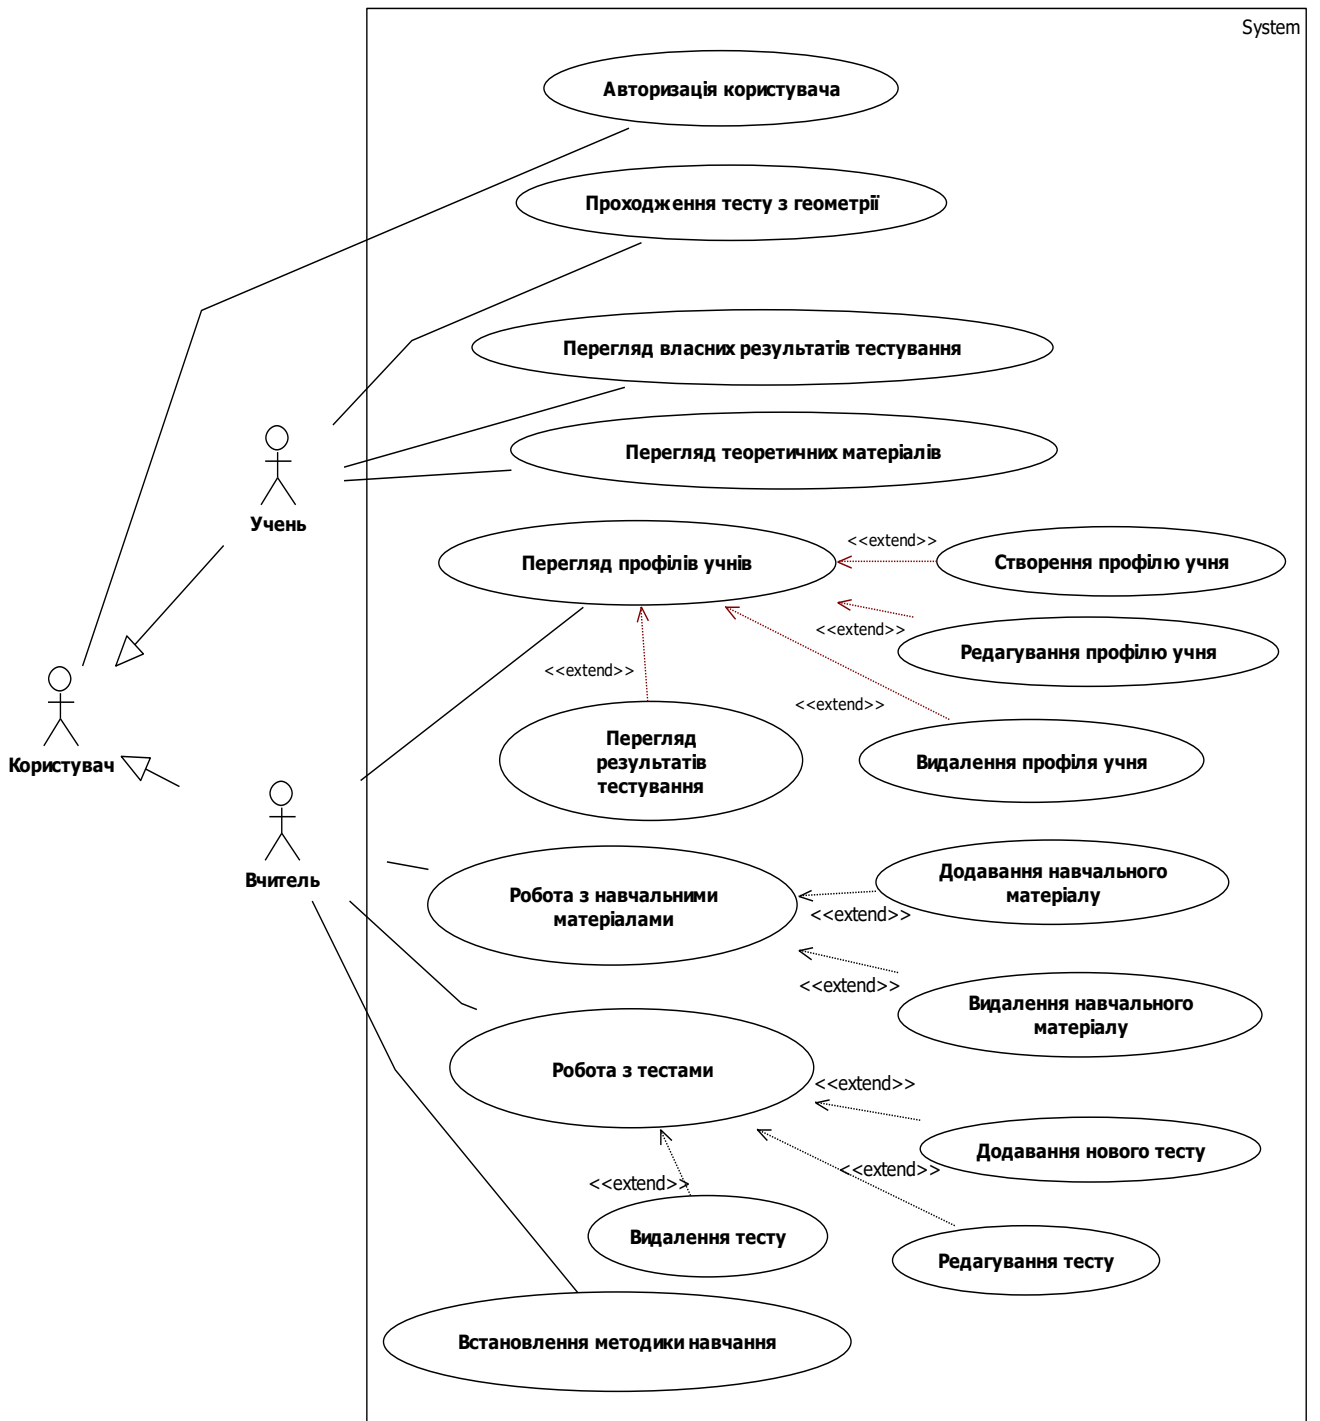 System
Авторизація користувача
Проходження тесту з геометрії
Перегляд власних результатів тестування
Перегляд теоретичних матеріалів
Учень
Перегляд профілів учнів
<<extend>>
Створення профілю учня
<<extend>>
Редагування профілю учня
<<extend>>
<<extend>>
Перегляд
результатів
тестування
Видалення профіля учня
Користувач
Вчитель
Робота з навчальними
матеріалами
<<extend>>
Додавання навчального
матеріалу
<<extend>>
Видалення навчального
матеріалу
Робота з тестами
<<extend>>
Додавання нового тесту
<<extend>>
<<extend>>
Видалення тесту
Редагування тесту
Встановлення методики навчання